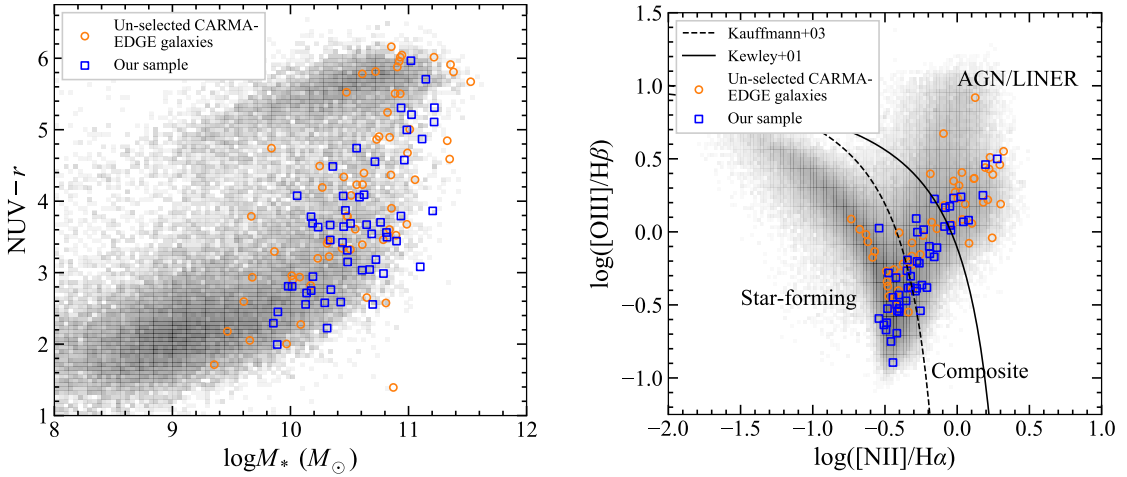 Un-selected CARMA-
EDGE galaxies
Our sample
6
5
4
3
2
1
NUV−r
8
9
10
11
12
logM* (M⊙)
Kauffmann+03
Kewley+01
Un-selected CARMA-
EDGE galaxies
Our sample
AGN/LINER
Star-forming
Composite
1.5
1.0
0.5
0.0
−0.5
−1.0
log([OIII]/Hβ)
−2.0
−1.5
−1.0
−0.5
0.0
0.5
1.0
log([NII]/Hα)